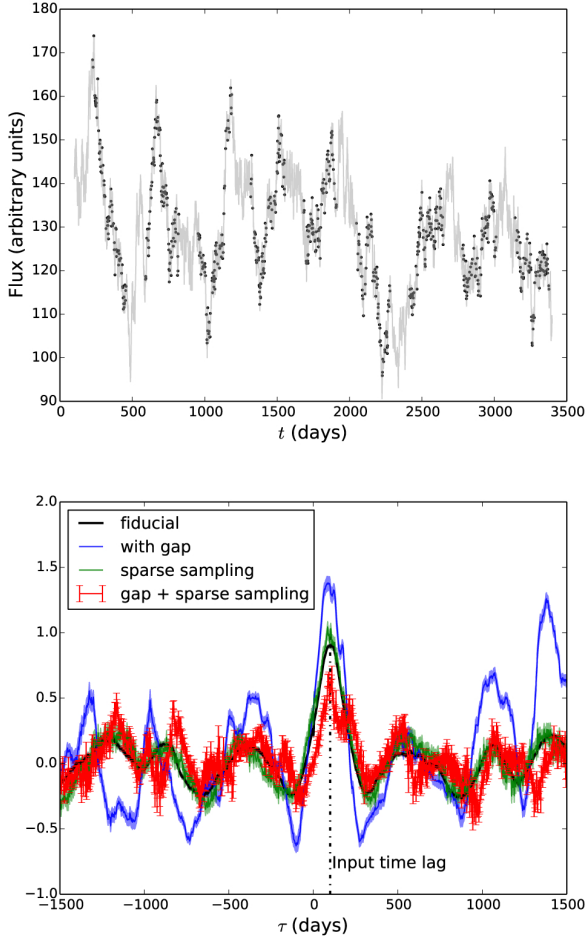 180
170
160
150
140
130
120
110
100
90
Flux (arbitrary units)
0 500 1000 1500 2000 2500 3000 3500
t (days)
2.0
1.5
1.0
0.5
0.0
−0.5
−1.0
fiducial
with gap
sparse sampling
gap + sparse sampling
Input time lag
−1500 −1000 −500 0 500 1000 1500
τ (days)